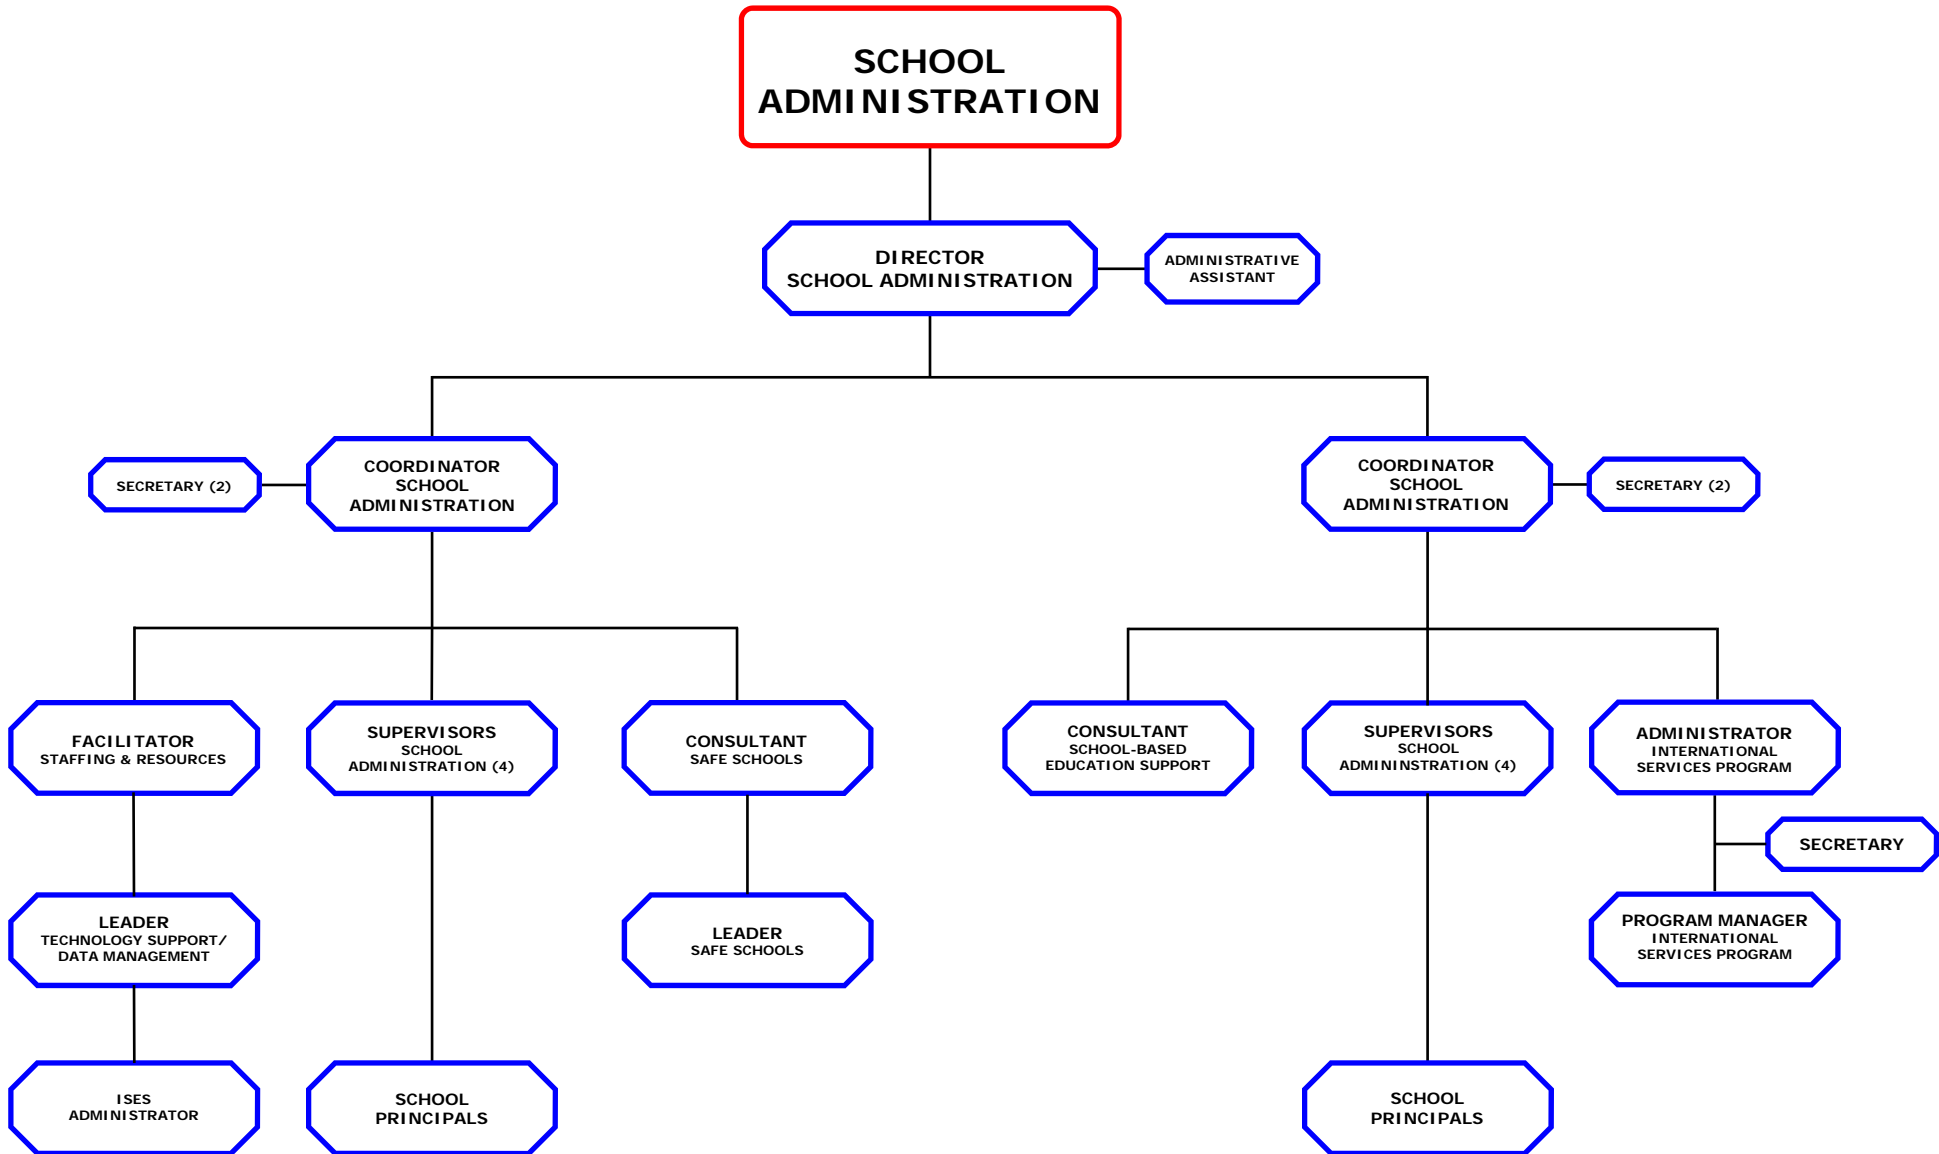 SCHOOL
ADMINISTRATION
DIRECTOR
SCHOOL ADMINISTRATION
ADMINISTRATIVE
ASSISTANT
SECRETARY (2)
COORDINATOR
SCHOOL
ADMINISTRATION
COORDINATOR
SCHOOL
ADMINISTRATION
SECRETARY (2)
FACILITATOR
STAFFING & RESOURCES
SUPERVISORS
SCHOOL
ADMINISTRATION (4)
CONSULTANT
SAFE SCHOOLS
CONSULTANT
SCHOOL-BASED
EDUCATION SUPPORT
SUPERVISORS
SCHOOL
ADMININSTRATION (4)
ADMINISTRATOR
INTERNATIONAL
SERVICES PROGRAM
SECRETARY
LEADER
TECHNOLOGY SUPPORT/
DATA MANAGEMENT
LEADER
SAFE SCHOOLS
PROGRAM MANAGER
INTERNATIONAL
SERVICES PROGRAM
ISES
ADMINISTRATOR
SCHOOL
PRINCIPALS
SCHOOL
PRINCIPALS